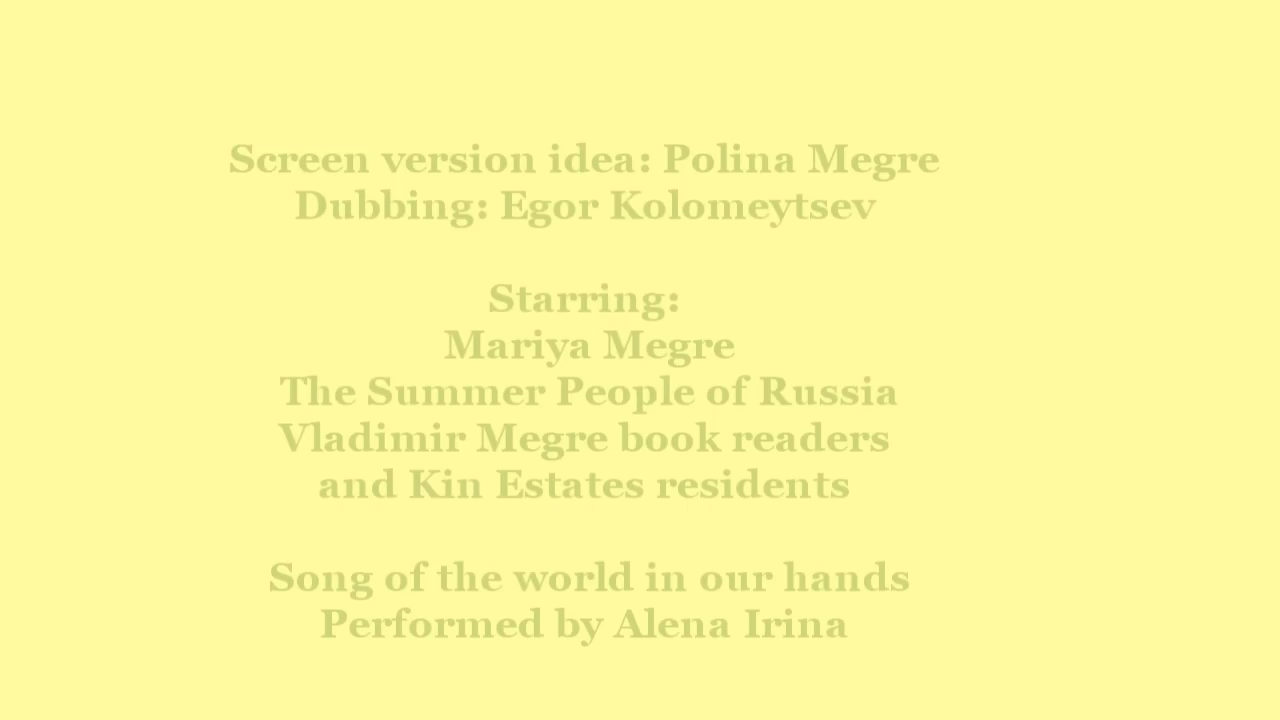 Screen version idea: Polina Megre
Dubbing: Egor Kolomeytsev
Starring:
Mariya Megre
The Summer People of Russia
Vladimir Megre book readers
and Kin Estates residents
Song of the world in our hands
Performed by Alena Irina